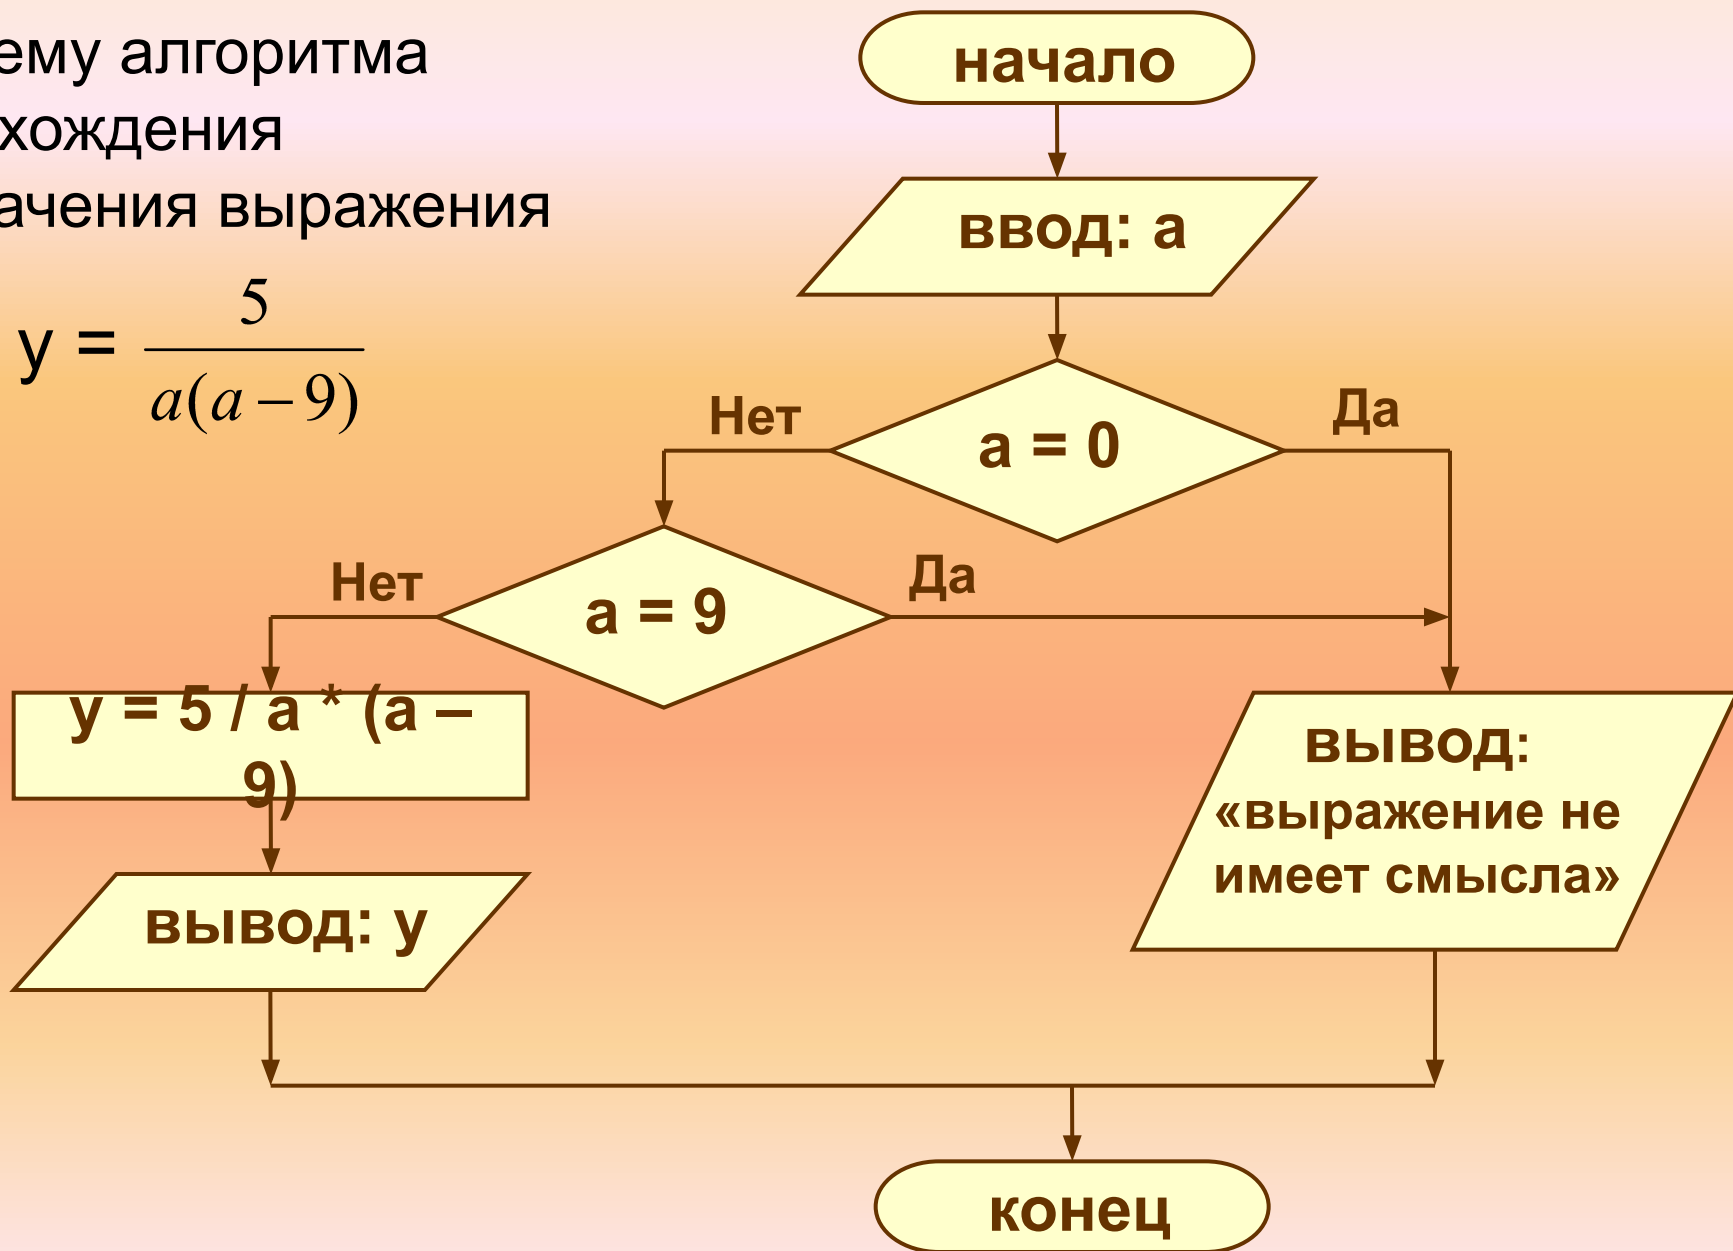 ему алгоритма
хождения
ачения выражения
y = 5 / a(a – 9)
начало
ввод: a
a = 0
Нет
Да
a = 9
Нет
Да
y = 5 / a * (a –
9)
вывод: y
вывод:
«выражение не
имеет смысла»
конец